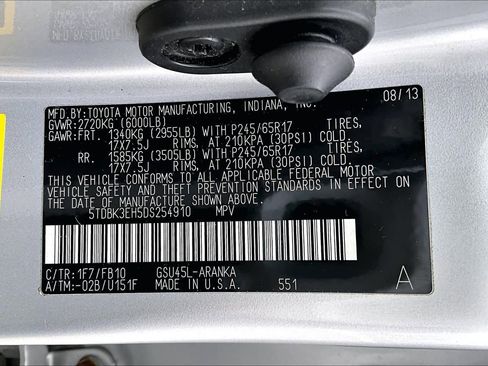 MFD. BY:TOYOTA MOTOR MANUFACTURING, INDIANA, INC. 08/13
GVWR:2720KG (6000LB)
GAWR:FRT. 1340KG (2955LB) WITH P245/65R17 TIRES,
17X7.5J RIMS, AT 210KPA (30PSI) COLD.
RR. 1585KG (3505LB) WITH P245/65R17 TIRES,
17X7.5J RIMS, AT 210KPA (30PSI) COLD.
THIS VEHICLE CONFORMS TO ALL APPLICABLE FEDERAL MOTOR
VEHICLE SAFETY AND THEFT PREVENTION STANDARDS IN EFFECT ON
THE DATE OF MANUFACTURE SHOWN ABOVE.
5TDBK3EH5DS254910 MPV
C/TR:1F7/FB10 GSU45L-ARANKA
A/TM:-02B/U151F MADE IN U.S.A. 551 A